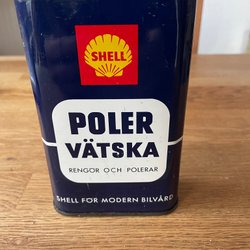 SHELL
POLER
VÄTSKA
RENGÖR OCH POLERAR
SHELL FÖR MODERN BILVÅRD